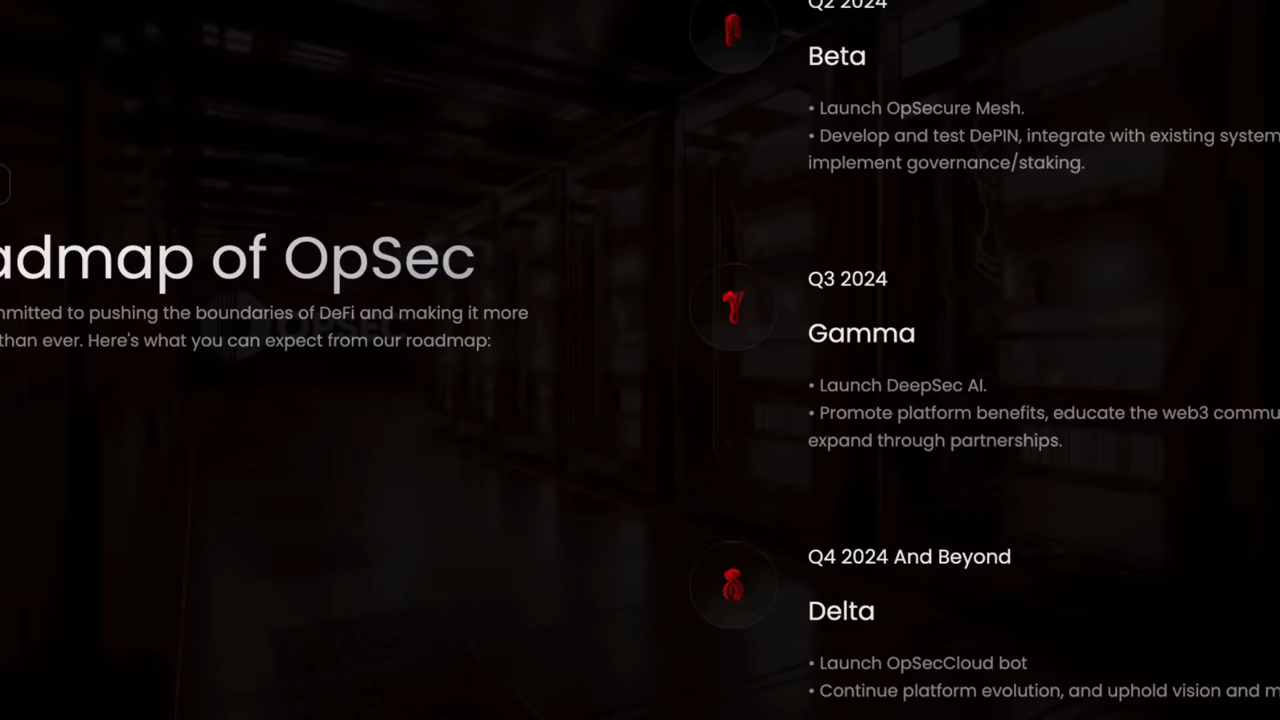 admap of OpSec
mmitted to pushing the boundaries of DeFi and making it more
than ever. Here's what you can expect from our roadmap:
OPSEC
Q2 2024
Beta
• Launch OpSecure Mesh.
• Develop and test DePIN, integrate with existing system
implement governance/staking.
γ
Q3 2024
Gamma
• Launch DeepSec AI.
• Promote platform benefits, educate the web3 commu
expand through partnerships.
δ
Q4 2024 And Beyond
Delta
• Launch OpSecCloud bot
• Continue platform evolution, and uphold vision and m